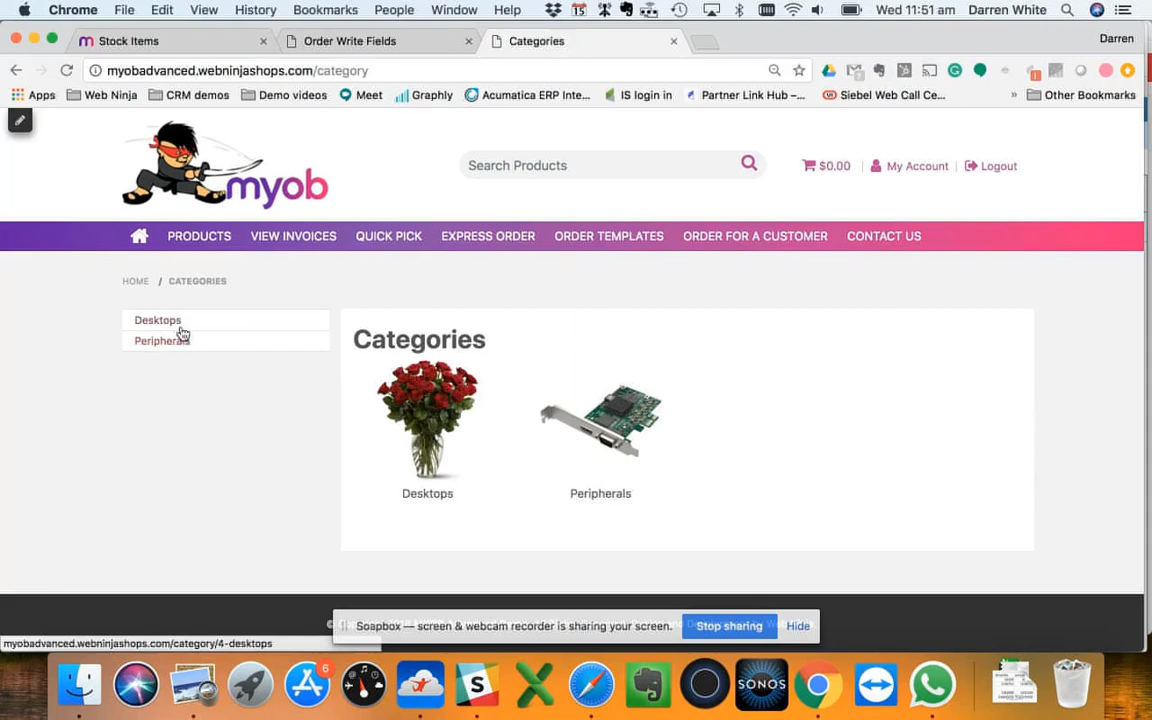 Chrome File Edit View History Bookmarks People Window Help 15 Wed 11:51 am Darren White
Stock Items Order Write Fields Categories Darren
myobadvanced.webninjashops.com/category
Apps Web Ninja CRM demos Demo videos Meet Graphly Acumatica ERP Inte... IS login in Partner Link Hub –... Siebel Web Call Ce... » Other Bookmarks
myob
Search Products
$0.00 My Account Logout
PRODUCTS VIEW INVOICES QUICK PICK EXPRESS ORDER ORDER TEMPLATES ORDER FOR A CUSTOMER CONTACT US
HOME / CATEGORIES
Desktops
Peripherals
Categories
Desktops Peripherals
Soapbox — screen & webcam recorder is sharing your screen. Stop sharing Hide
myobadvanced.webninjashops.com/category/4-desktops
6
SONOS